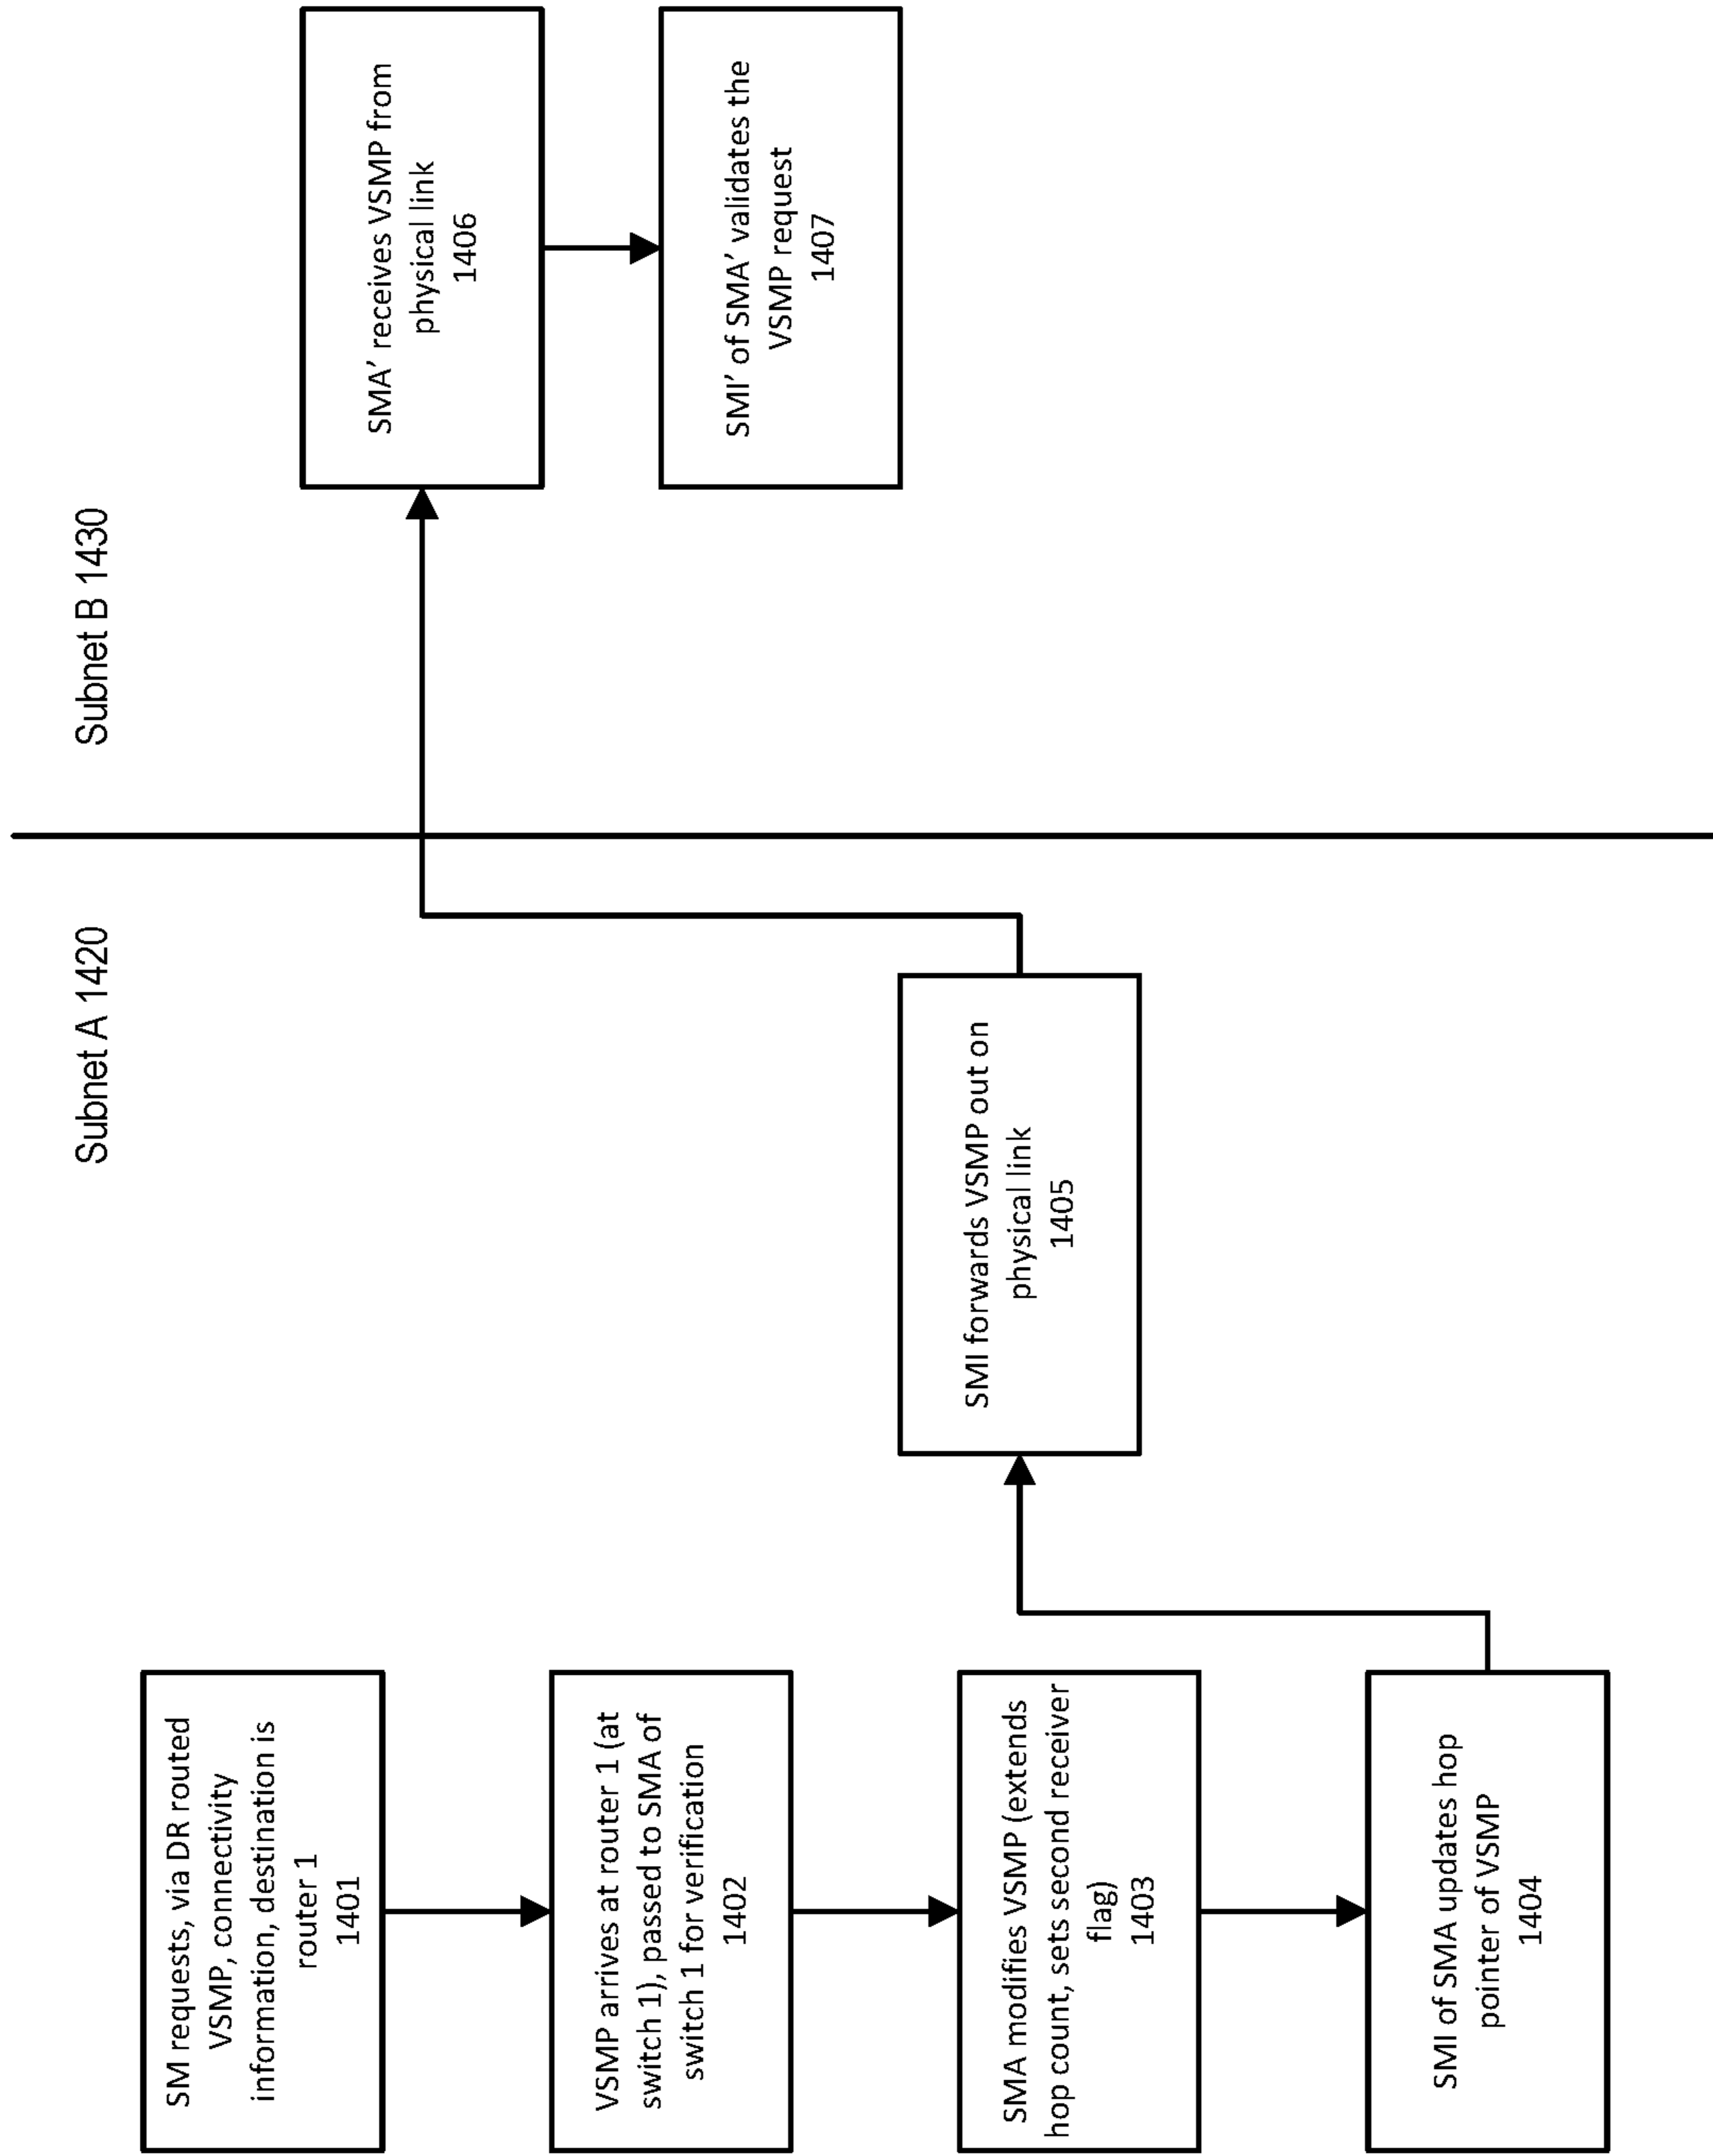 Subnet A 1420
Subnet B 1430
SM requests, via DR routed
VSMP, connectivity
information, destination is
router 1
1401
VSMP arrives at router 1 (at
switch 1), passed to SMA of
switch 1 for verification
1402
SMA modifies VSMP (extends
hop count, sets second receiver
flag)
1403
SMI of SMA updates hop
pointer of VSMIP
1404
SMI forwards VSMP out on
physical link
1405
SMA’ receives VSMP from
physical link
1406
SMI’ of SMA’ validates the
VSMP request
1407